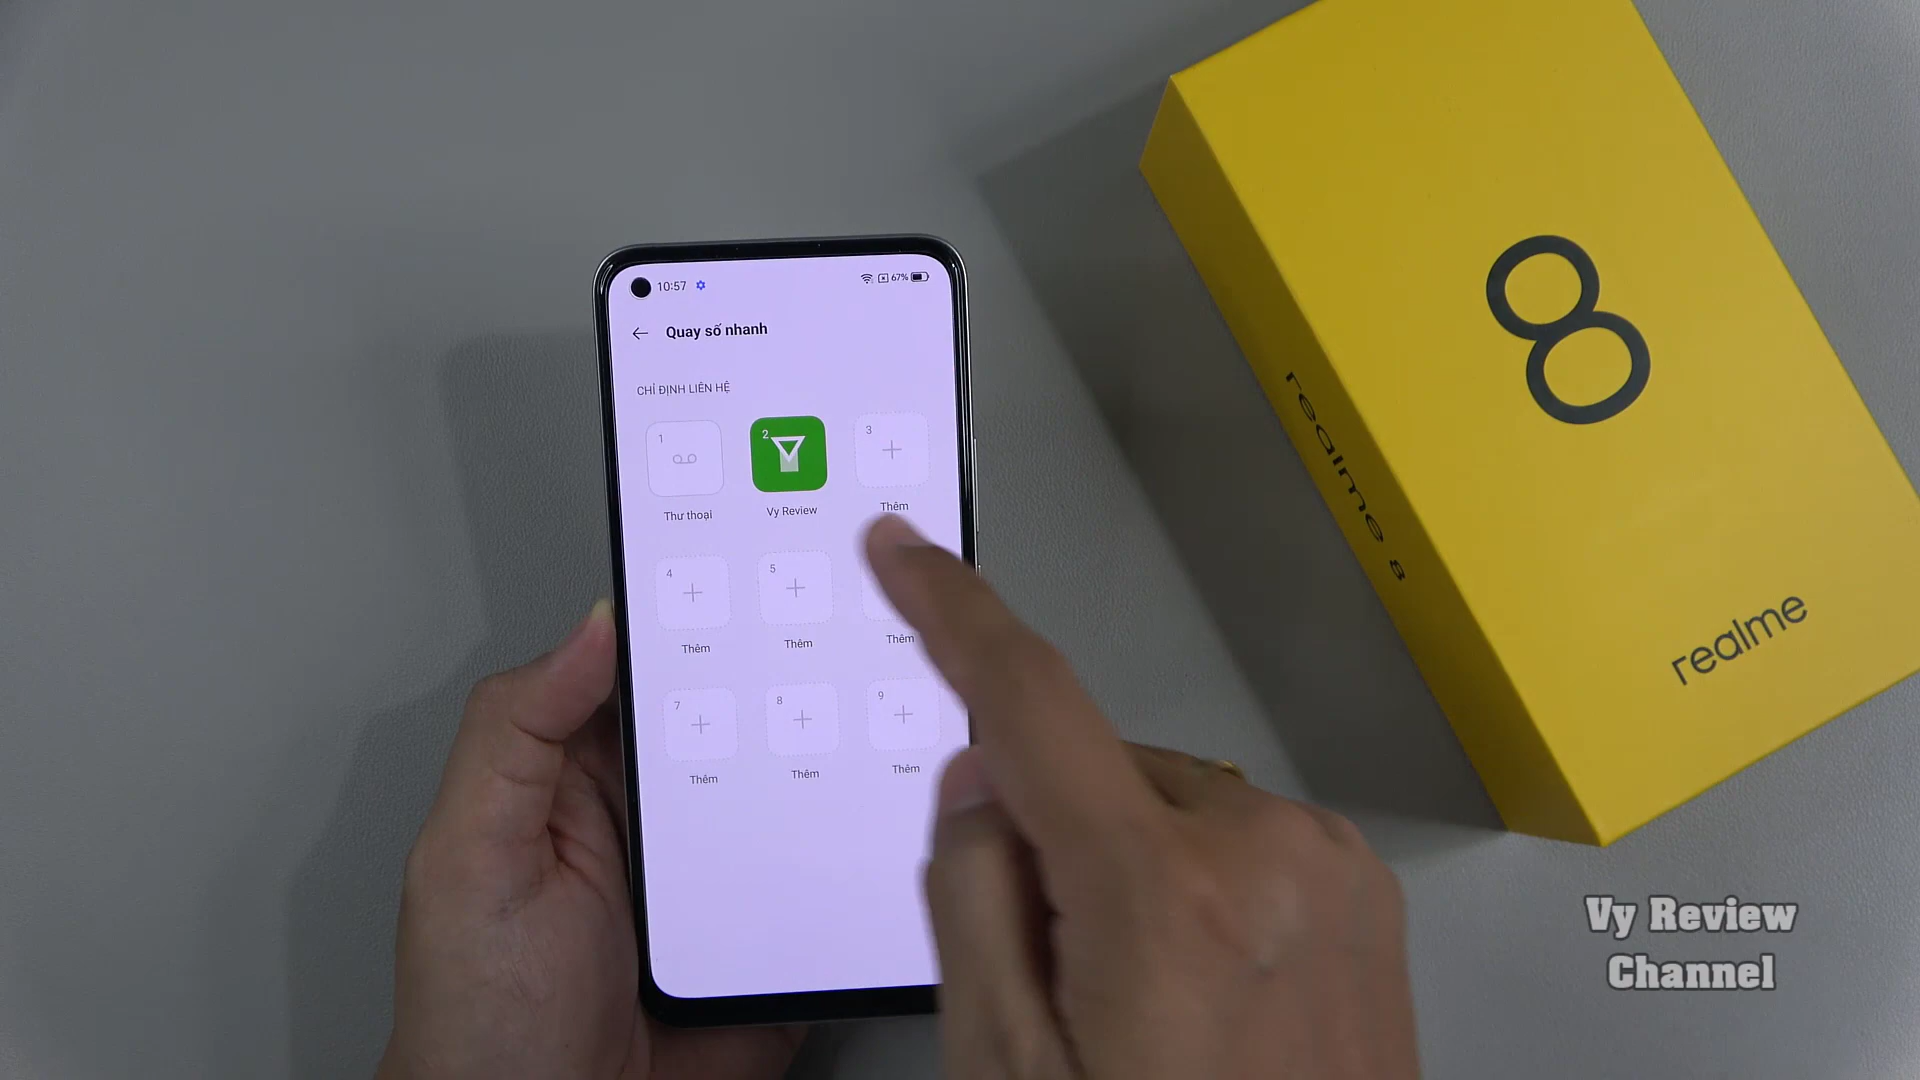 10:57
67%
Quay số nhanh
CHỈ ĐỊNH LIÊN HỆ
1
2
3
Thư thoại
Vy Review
Thêm
4
5
Thêm
Thêm
Thêm
7
8
9
Thêm
Thêm
Thêm
8
realme
realme 8
Vy Review
Channel